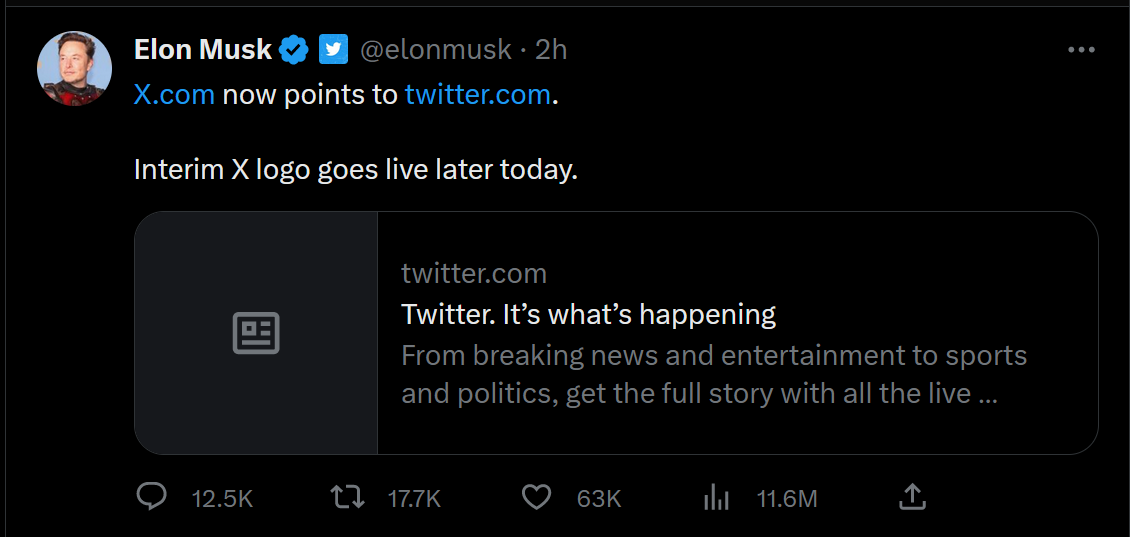 Elon Musk @elonmusk · 2h
X.com now points to twitter.com.
Interim X logo goes live later today.
twitter.com
Twitter. It’s what’s happening
From breaking news and entertainment to sports
and politics, get the full story with all the live ...
12.5K 17.7K 63K 11.6M